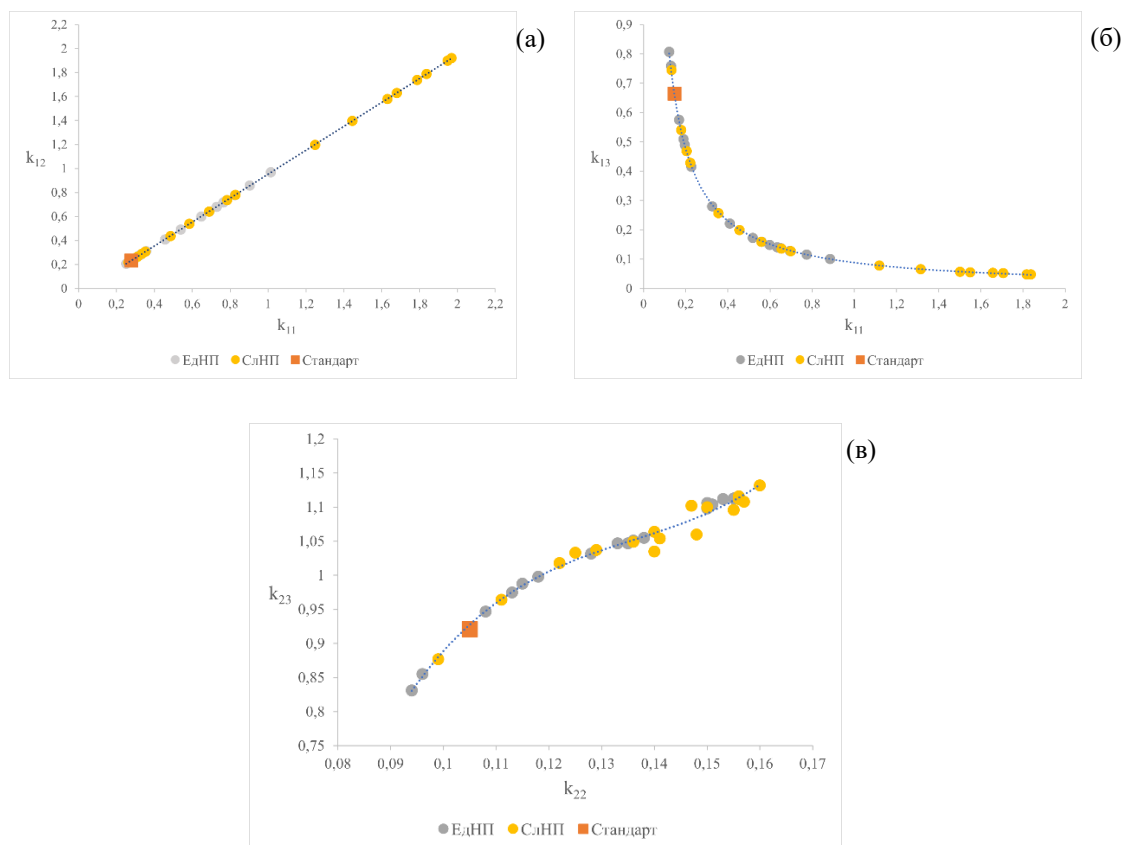 2,2
2
1,8
1,6
1,4
1,2
1
0,8
0,6
0,4
0,2
0
k12
0 0,2 0,4 0,6 0,8 1 1,2 1,4 1,6 1,8 2 2,2
k11
ЕдНП СлНП Стандарт
(а)
0,9
0,8
0,7
0,6
0,5
0,4
0,3
0,2
0,1
0
k13
0 0,2 0,4 0,6 0,8 1 1,2 1,4 1,6 1,8 2
k11
ЕдНП СлНП Стандарт
(б)
1,2
1,15
1,1
1,05
1
0,95
0,9
0,85
0,8
0,75
k23
0,08 0,09 0,1 0,11 0,12 0,13 0,14 0,15 0,16 0,17
k22
ЕдНП СлНП Стандарт
(в)